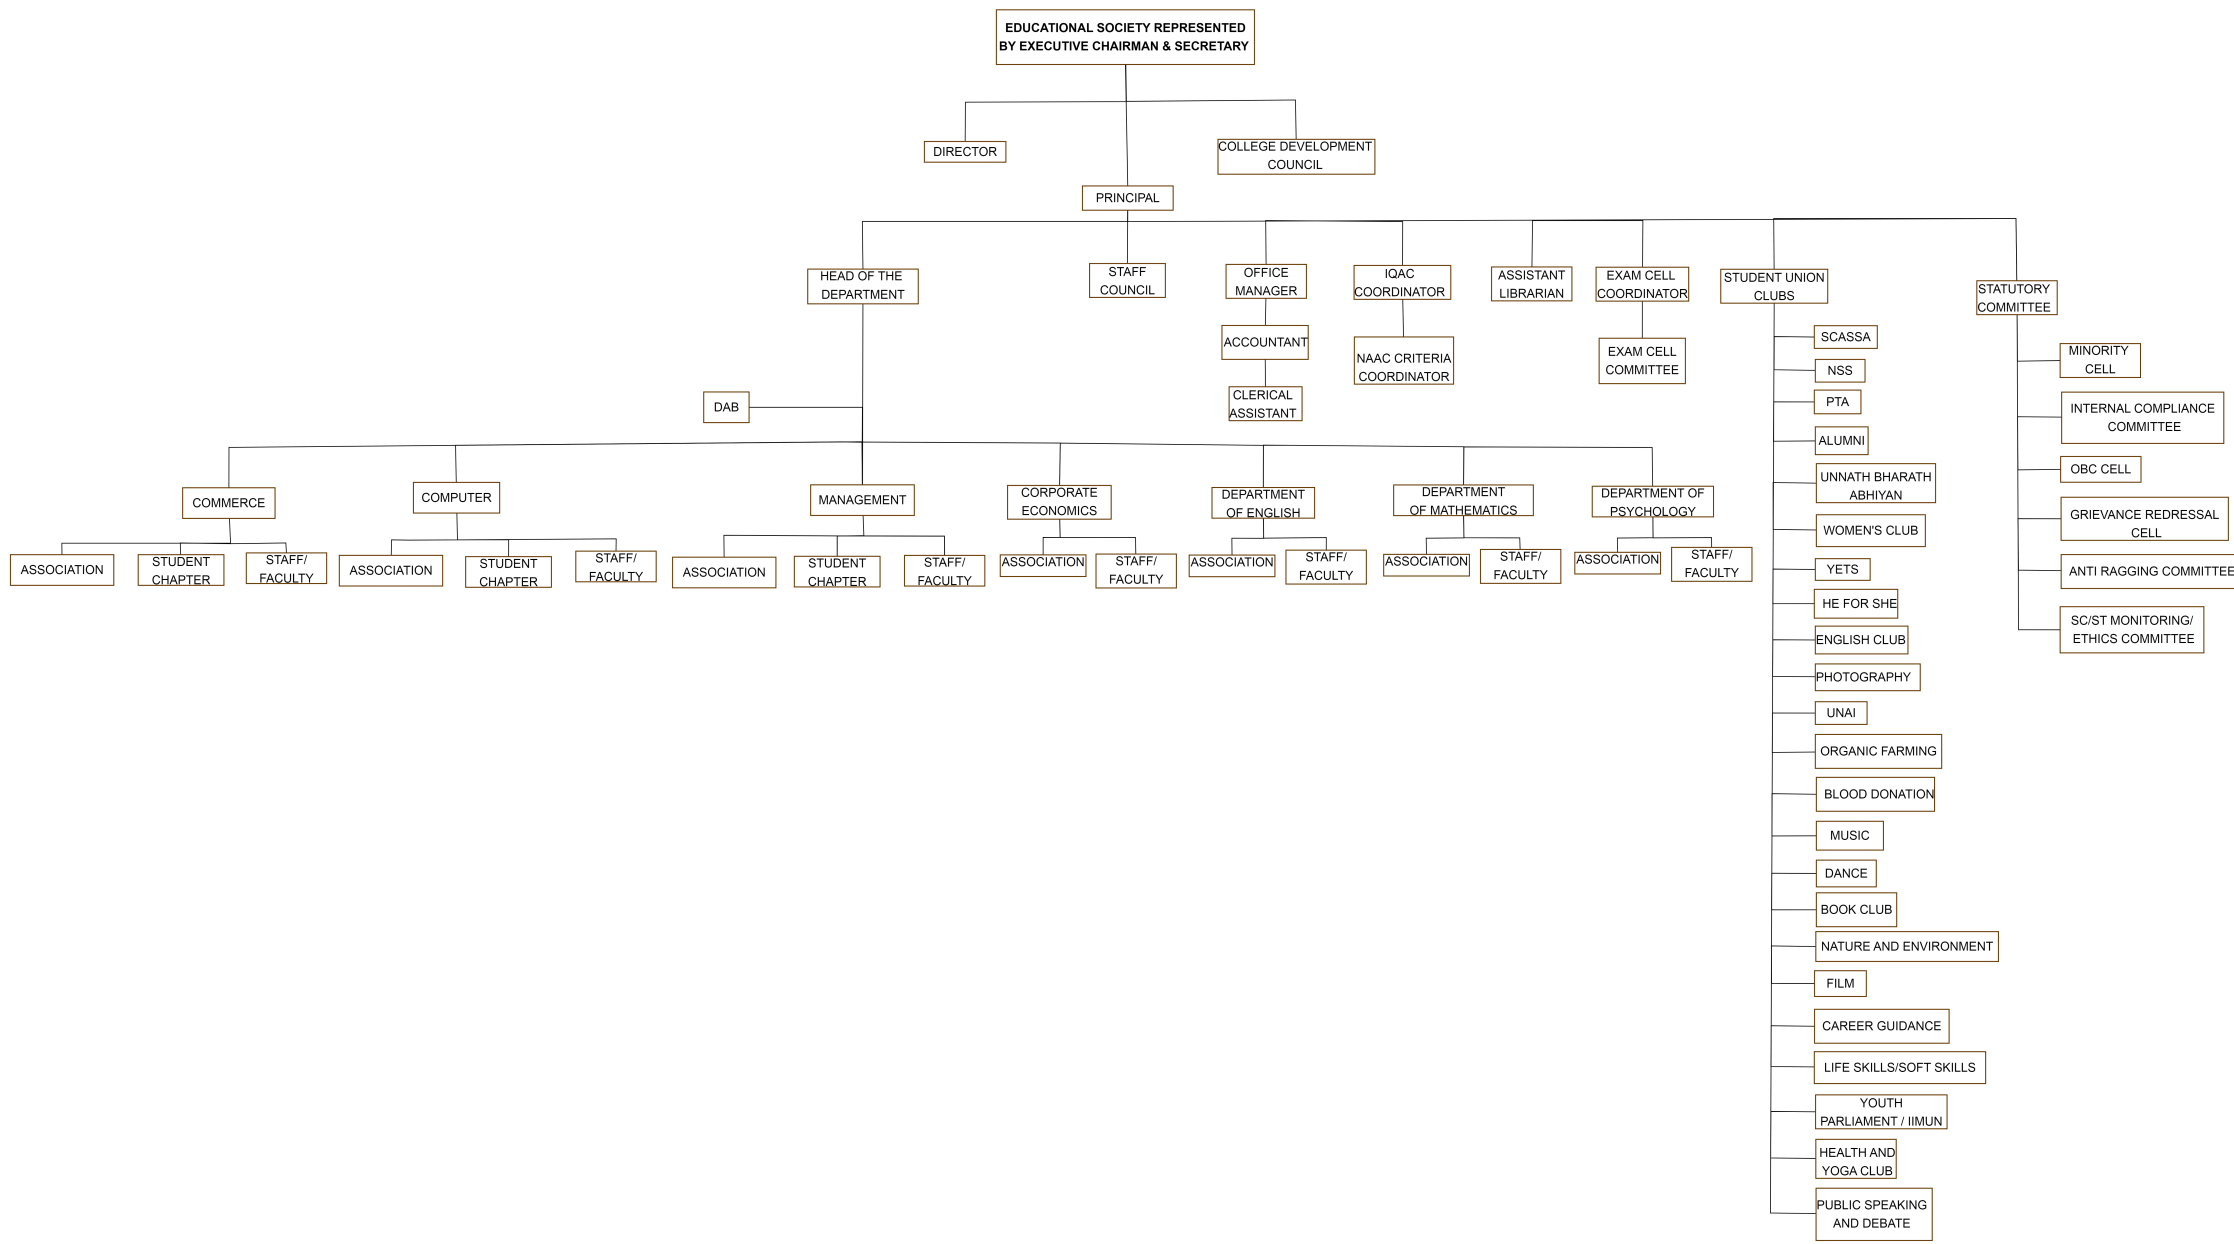 EDUCATIONAL SOCIETY REPRESENTED
BY EXECUTIVE CHAIRMAN & SECRETARY
DIRECTOR
COLLEGE DEVELOPMENT
COUNCIL
PRINCIPAL
HEAD OF THE
DEPARTMENT
STAFF
COUNCIL
OFFICE
MANAGER
IQAC
COORDINATOR
ASSISTANT
LIBRARIAN
EXAM CELL
COORDINATOR
STUDENT UNION
CLUBS
STATUTORY
COMMITTEE
ACCOUNTANT
CLERICAL
ASSISTANT
NAAC CRITERIA
COORDINATOR
EXAM CELL
COMMITTEE
DAB
COMMERCE
COMPUTER
MANAGEMENT
CORPORATE
ECONOMICS
DEPARTMENT
OF ENGLISH
DEPARTMENT
OF MATHEMATICS
DEPARTMENT OF
PSYCHOLOGY
ASSOCIATION
STUDENT
CHAPTER
STAFF/
FACULTY
ASSOCIATION
STUDENT
CHAPTER
STAFF/
FACULTY
ASSOCIATION
STUDENT
CHAPTER
STAFF/
FACULTY
ASSOCIATION
STAFF/
FACULTY
ASSOCIATION
STAFF/
FACULTY
ASSOCIATION
STAFF/
FACULTY
ASSOCIATION
STAFF/
FACULTY
SCASSA
NSS
PTA
ALUMNI
UNNATH BHARATH
ABHIYAN
WOMEN'S CLUB
YETS
HE FOR SHE
ENGLISH CLUB
PHOTOGRAPHY
UNAI
ORGANIC FARMING
BLOOD DONATION
MUSIC
DANCE
BOOK CLUB
NATURE AND ENVIRONMENT
FILM
CAREER GUIDANCE
LIFE SKILLS/SOFT SKILLS
YOUTH
PARLIAMENT / IIMUN
HEALTH AND
YOGA CLUB
PUBLIC SPEAKING
AND DEBATE
MINORITY
CELL
INTERNAL COMPLIANCE
COMMITTEE
OBC CELL
GRIEVANCE REDRESSAL
CELL
ANTI RAGGING COMMITTEE
SC/ST MONITORING/
ETHICS COMMITTEE